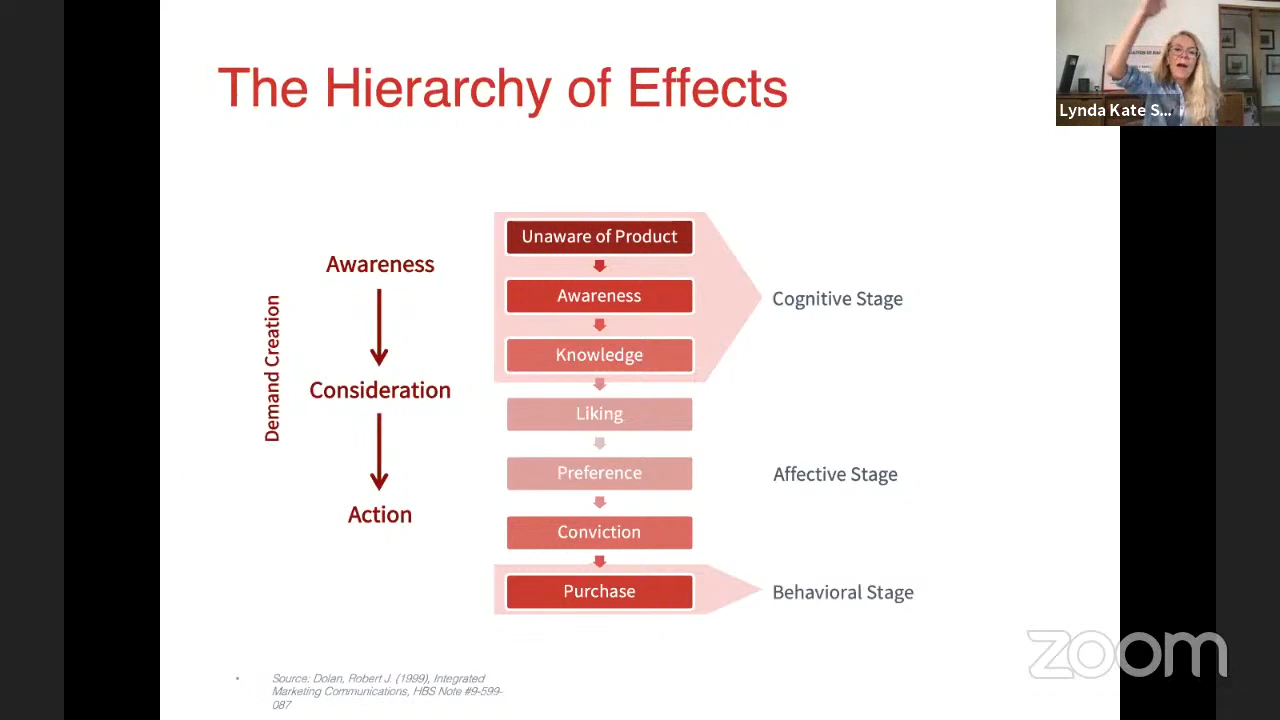 The Hierarchy of Effects
Lynda Kate S...
Demand Creation
Awareness
Consideration
Action
Unaware of Product
Awareness
Knowledge
Liking
Preference
Conviction
Purchase
Cognitive Stage
Affective Stage
Behavioral Stage
• Source: Dolan, Robert J. (1999), Integrated
Marketing Communications, HBS Note #9-599-
087
zoom